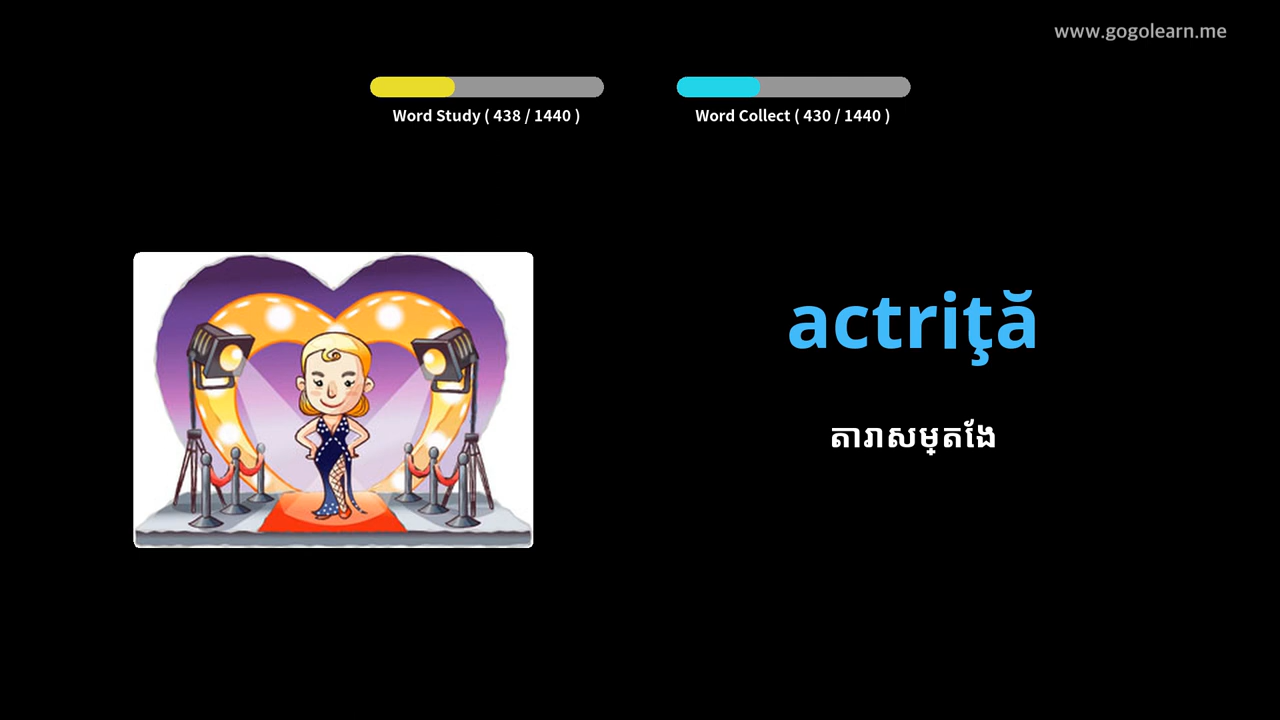 www.gogolearn.me
Word Study ( 438 / 1440 )
Word Collect ( 430 / 1440 )
actriţă
តារាសម្តែង